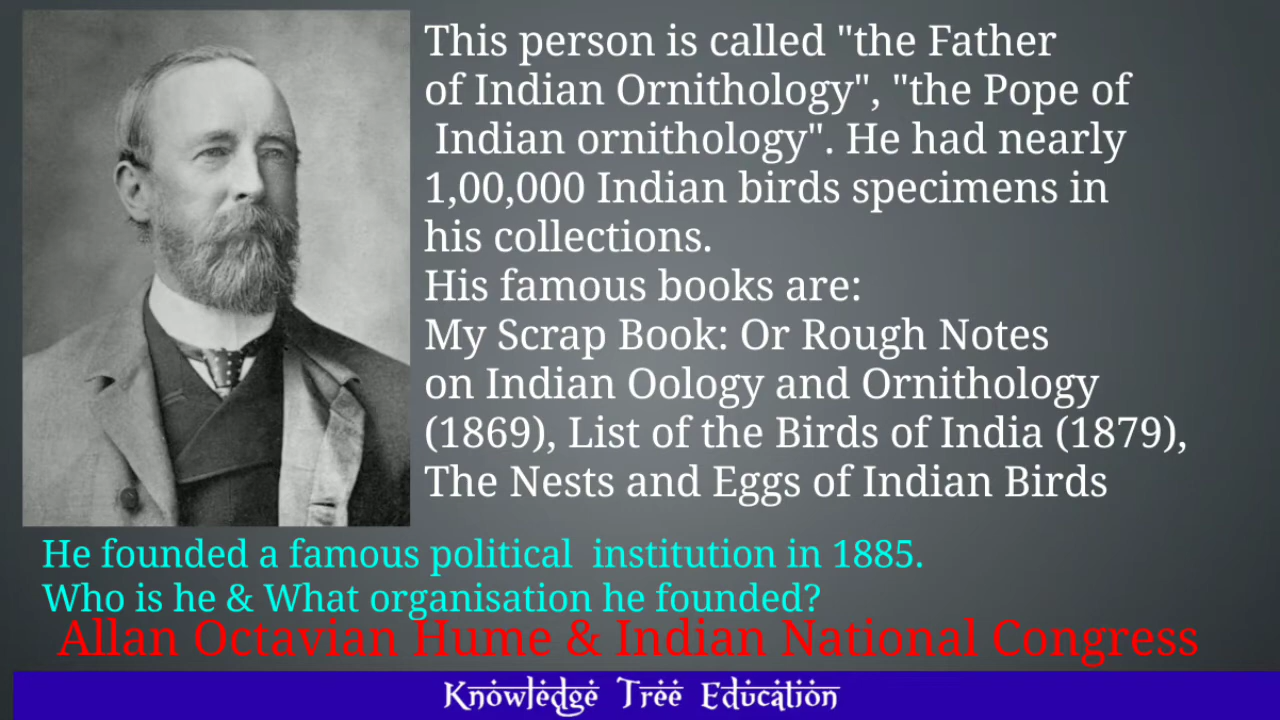 This person is called "the Father
of Indian Ornithology", "the Pope of
Indian ornithology". He had nearly
1,00,000 Indian birds specimens in
his collections.
His famous books are:
My Scrap Book: Or Rough Notes
on Indian Oology and Ornithology
(1869), List of the Birds of India (1879),
The Nests and Eggs of Indian Birds
He founded a famous political institution in 1885.
Who is he & What organisation he founded?
Allan Octavian Hume & Indian National Congress
Knowledge Tree Education